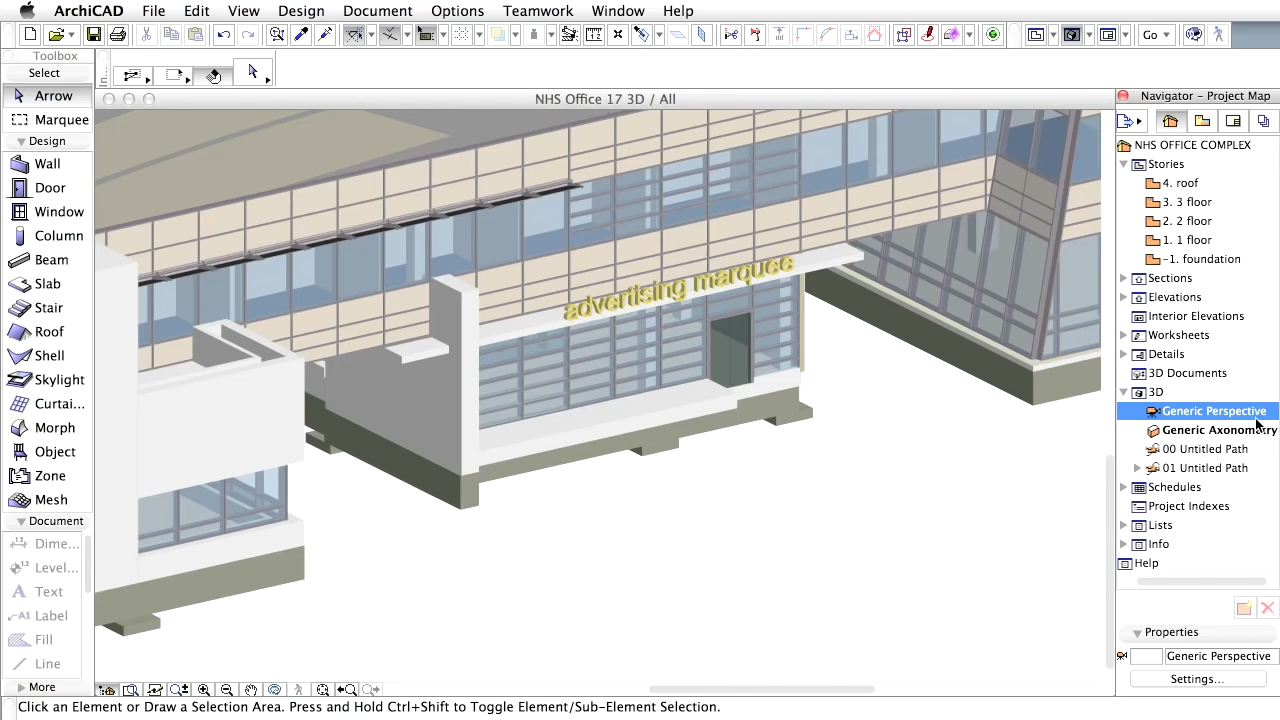 ArchiCAD File Edit View Design Document Options Teamwork Window Help
Go
Toolbox
Select
Arrow
Marquee
Design
Wall
Door
Window
Column
Beam
Slab
Stair
Roof
Shell
Skylight
Curtai...
Morph
Object
Zone
Mesh
Document
Dime...
Level...
Text
Label
Fill
Line
More
NHS Office 17 3D / All
advertising marquee
Navigator - Project Map
NHS OFFICE COMPLEX
Stories
4. roof
3. 3 floor
2. 2 floor
1. 1 floor
-1. foundation
Sections
Elevations
Interior Elevations
Worksheets
Details
3D Documents
3D
Generic Perspective
Generic Axonometry
00 Untitled Path
01 Untitled Path
Schedules
Project Indexes
Lists
Info
Help
Properties
Generic Perspective
Settings...
Click an Element or Draw a Selection Area. Press and Hold Ctrl+Shift to Toggle Element/Sub-Element Selection.